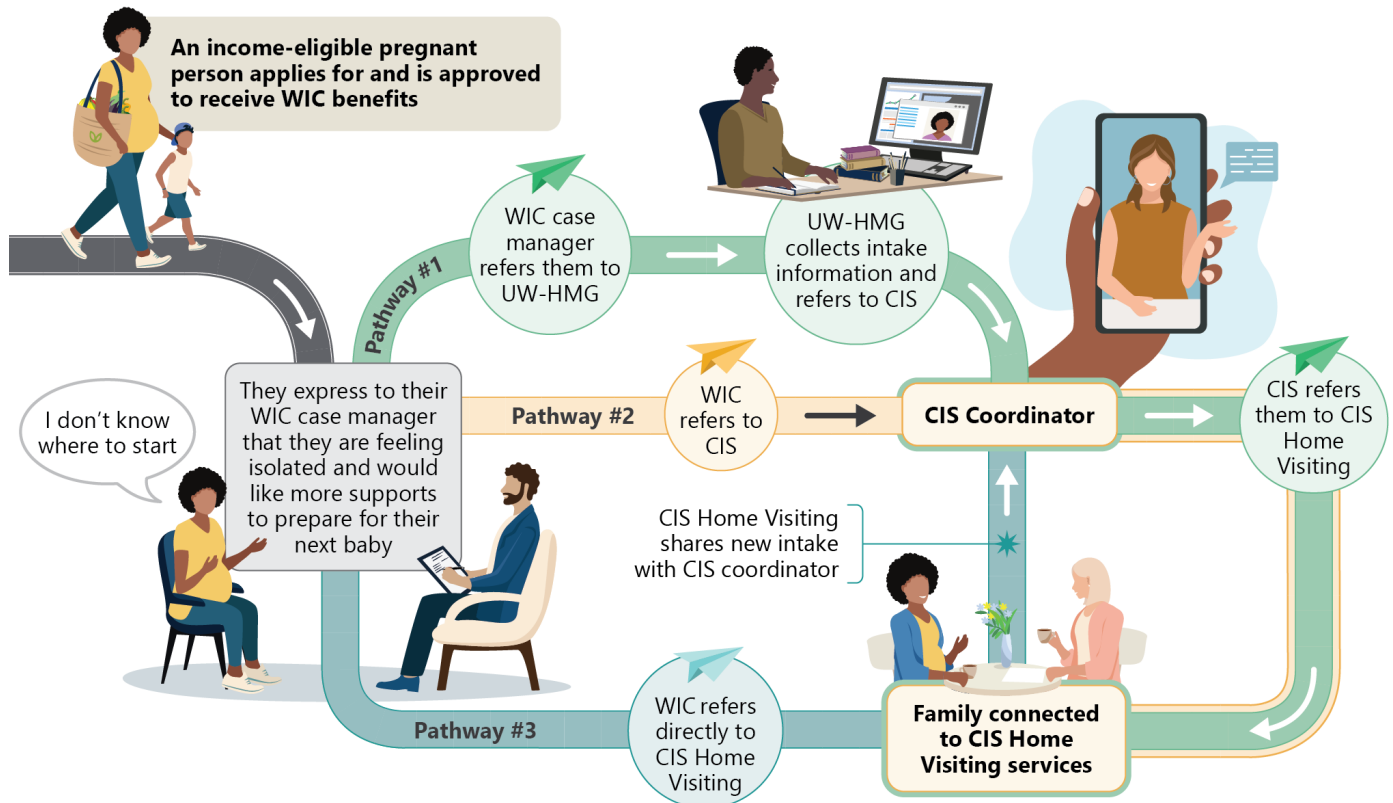 An income-eligible pregnant
person applies for and is approved
to receive WIC benefits
I don’t know
where to start
They express to their
WIC case manager
that they are feeling
isolated and would
like more supports
to prepare for their
next baby
Pathway #1
WIC case
manager
refers them to
UW-HMG
UW-HMG
collects intake
information and
refers to CIS
Pathway #2
WIC
refers to
CIS
CIS Coordinator
CIS refers
them to CIS
Home
Visiting
CIS Home Visiting
shares new intake
with CIS coordinator
Pathway #3
WIC refers
directly to
CIS Home
Visiting
Family connected
to CIS Home
Visiting services